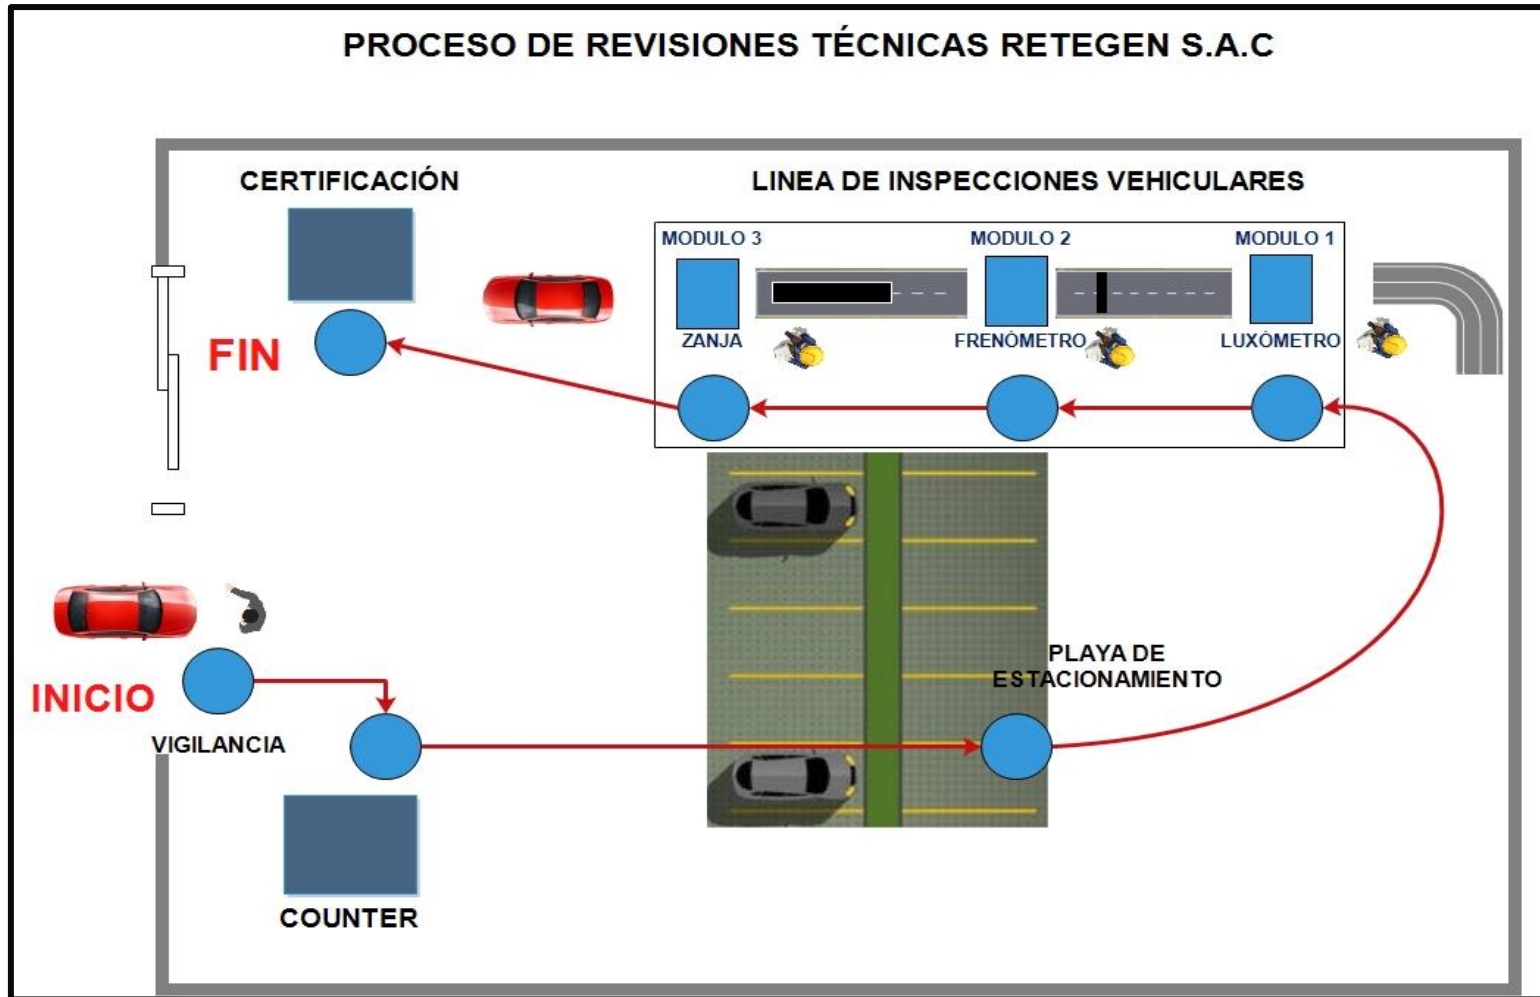 PROCESO DE REVISIONES TÉCNICAS RETEGEN S.A.C
CERTIFICACIÓN
LINEA DE INSPECCIONES VEHICULARES
MODULO 3
MODULO 2
MODULO 1
ZANJA
FRENÓMETRO
LUXÓMETRO
FIN
INICIO
VIGILANCIA
PLAYA DE
ESTACIONAMIENTO
COUNTER